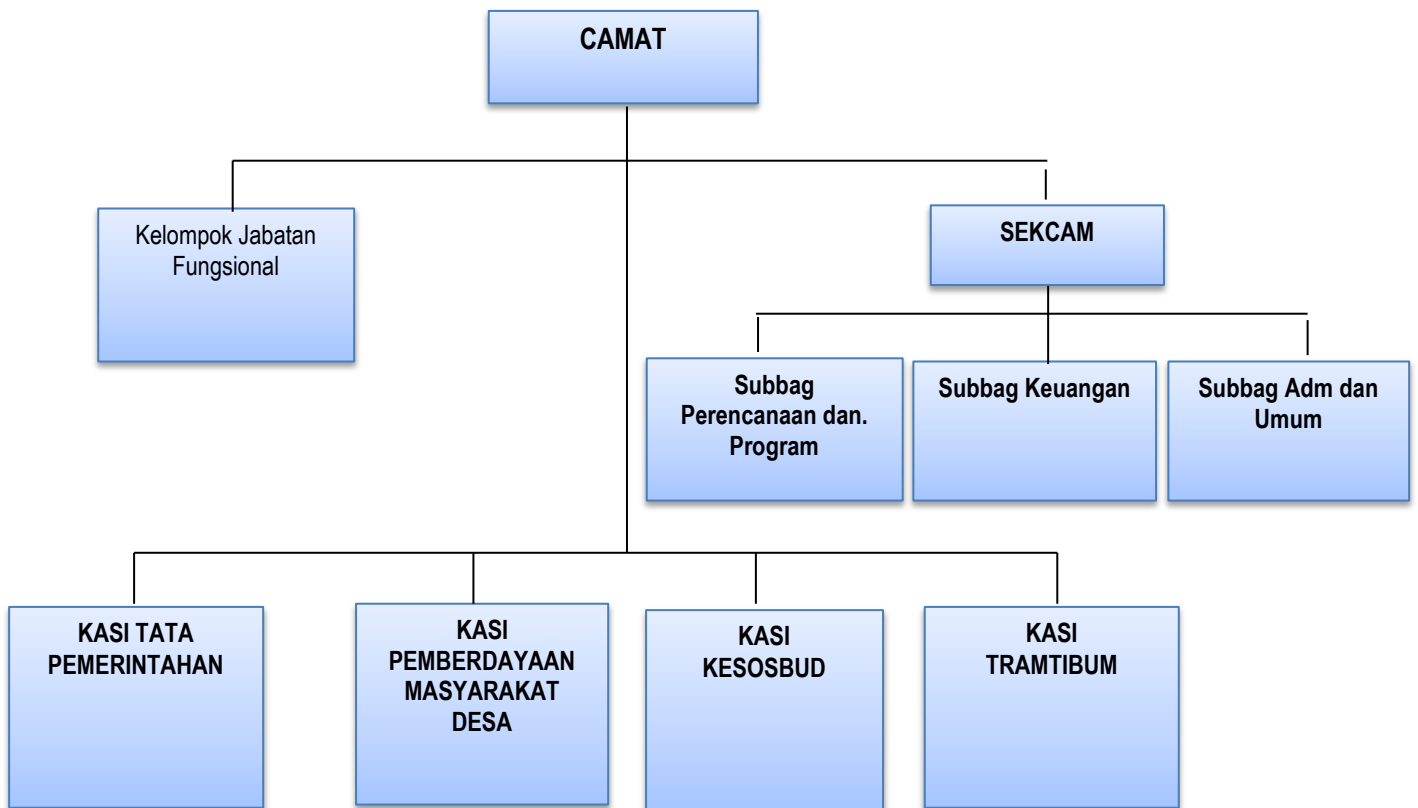 CAMAT
Kelompok Jabatan
Fungsional
SEKCAM
Subbag
Perencanaan dan.
Program
Subbag Keuangan
Subbag Adm dan
Umum
KASI TATA
PEMERINTAHAN
KASI
PEMBERDAYAAN
MASYARAKAT
DESA
KASI
KESOSBUD
KASI
TRAMTIBUM